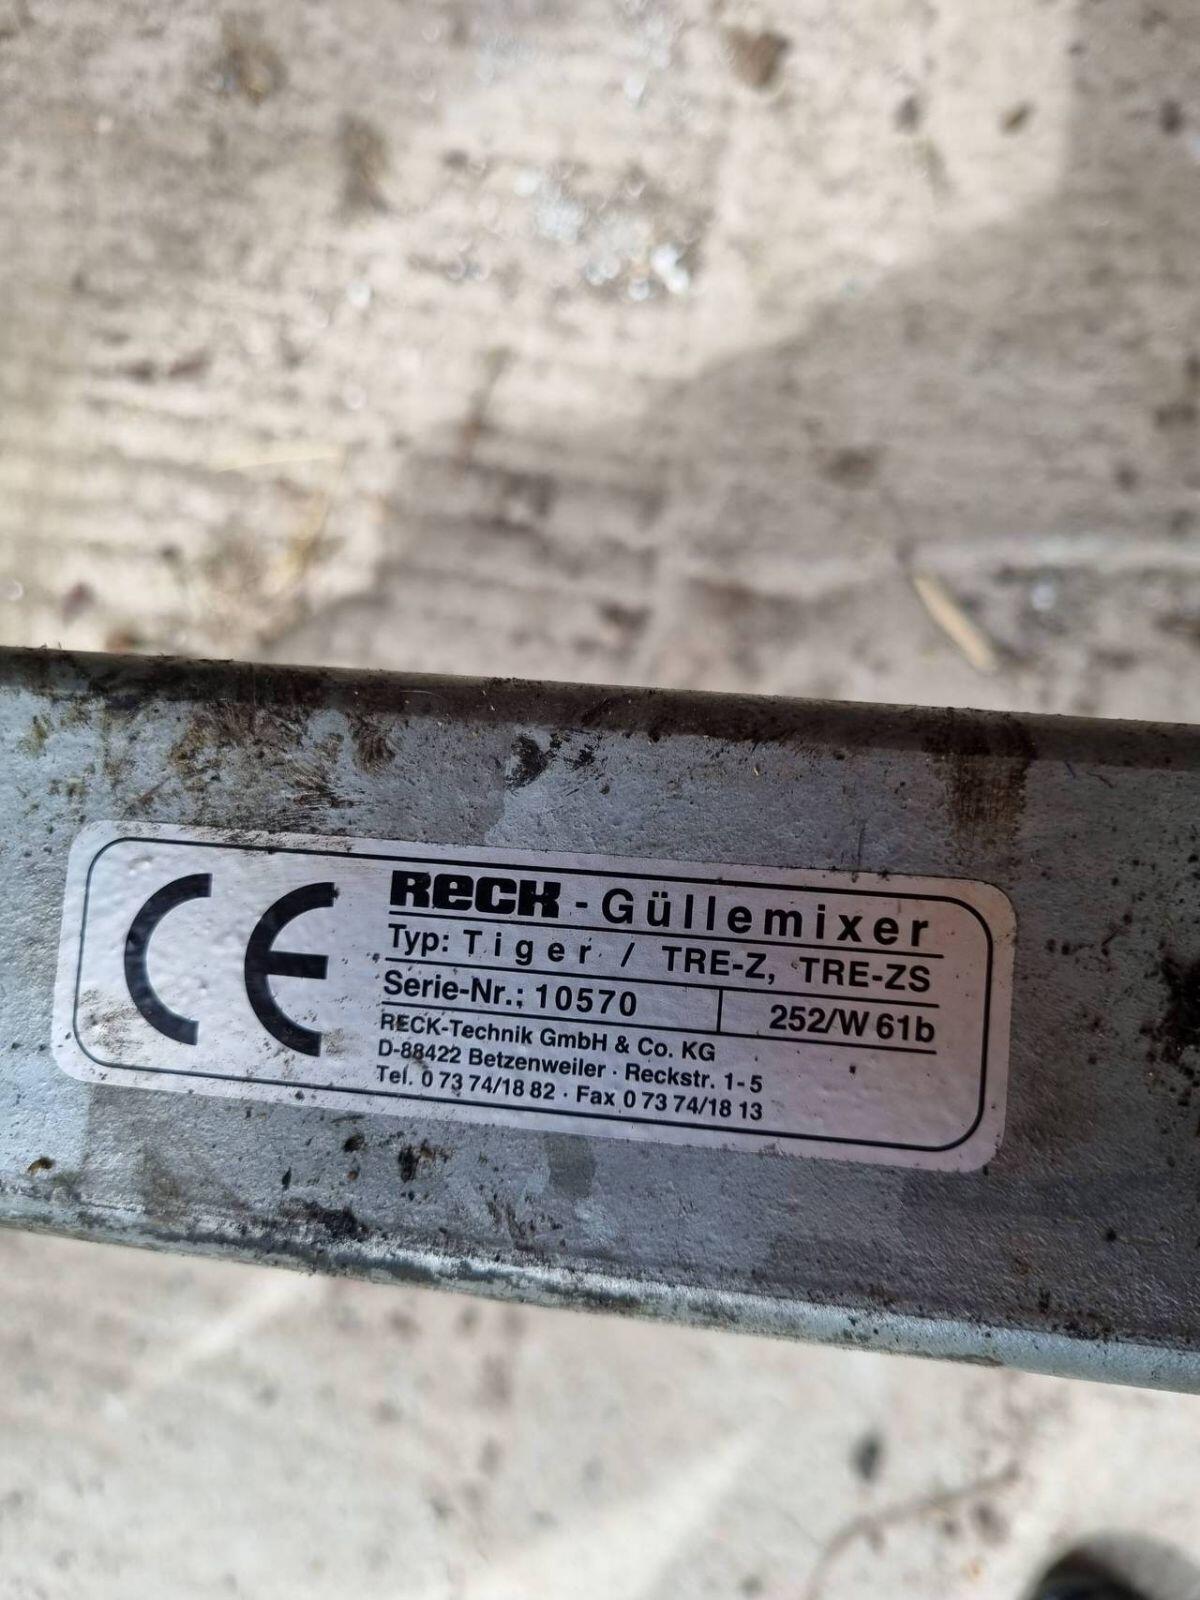 CE
RECK - Güllemixer
Typ: Tiger / TRE-Z, TRE-ZS
Serie-Nr.: 10570 252/W 61b
RECK-Technik GmbH & Co. KG
D-88422 Betzenweiler · Reckstr. 1-5
Tel. 0 73 74/18 82 · Fax 0 73 74/18 13